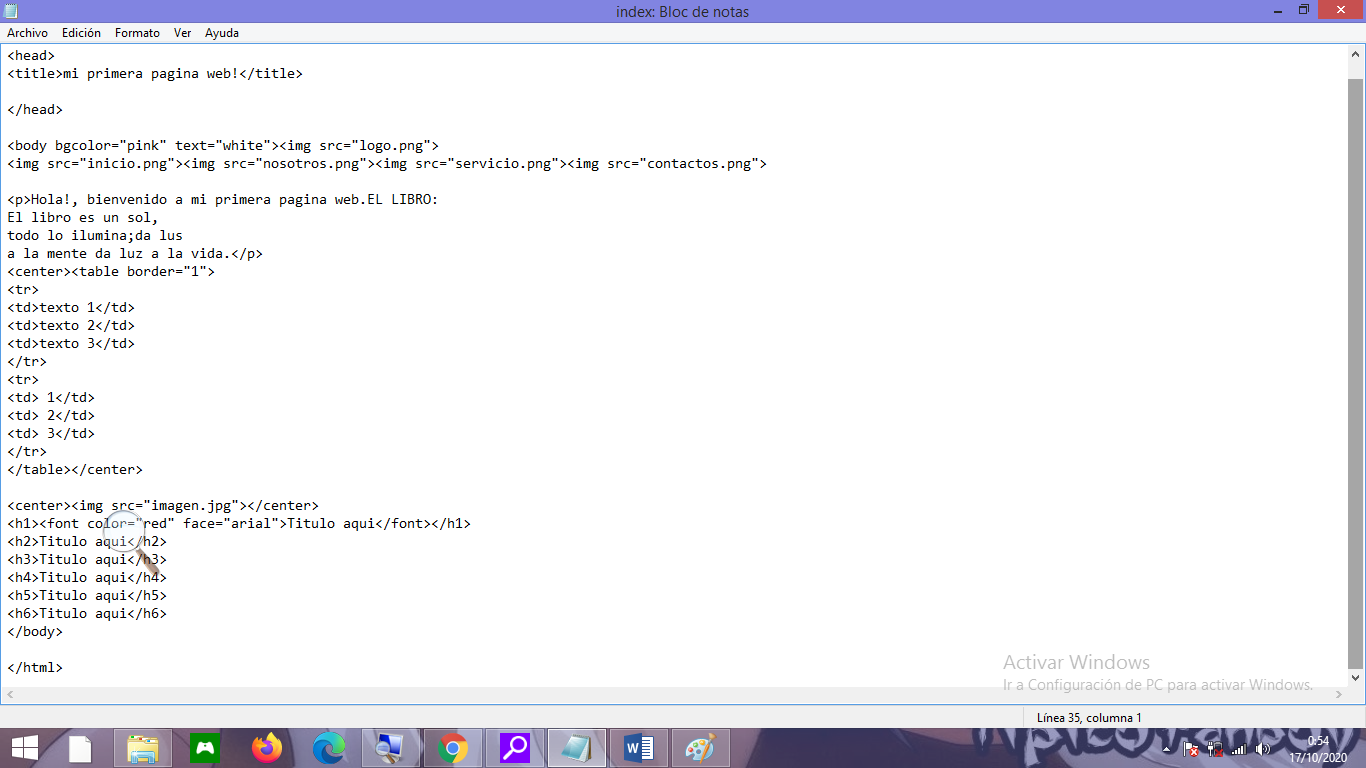 index: Bloc de notas
Archivo Edición Formato Ver Ayuda
<head>
<title>mi primera pagina web!</title>
</head>
<body bgcolor="pink" text="white"><img src="logo.png">
<img src="inicio.png"><img src="nosotros.png"><img src="servicio.png"><img src="contactos.png">
<p>Hola!, bienvenido a mi primera pagina web.EL LIBRO:
El libro es un sol,
todo lo ilumina;da lus
a la mente da luz a la vida.</p>
<center><table border="1">
<tr>
<td>texto 1</td>
<td>texto 2</td>
<td>texto 3</td>
</tr>
<tr>
<td> 1</td>
<td> 2</td>
<td> 3</td>
</tr>
</table></center>
<center><img src="imagen.jpg"></center>
<h1><font color="red" face="arial">Titulo aqui</font></h1>
<h2>Titulo aqui</h2>
<h3>Titulo aqui</h3>
<h4>Titulo aqui</h4>
<h5>Titulo aqui</h5>
<h6>Titulo aqui</h6>
</body>
</html>
Activar Windows
Ir a Configuración de PC para activar Windows.
Línea 35, columna 1
0:54
17/10/2020